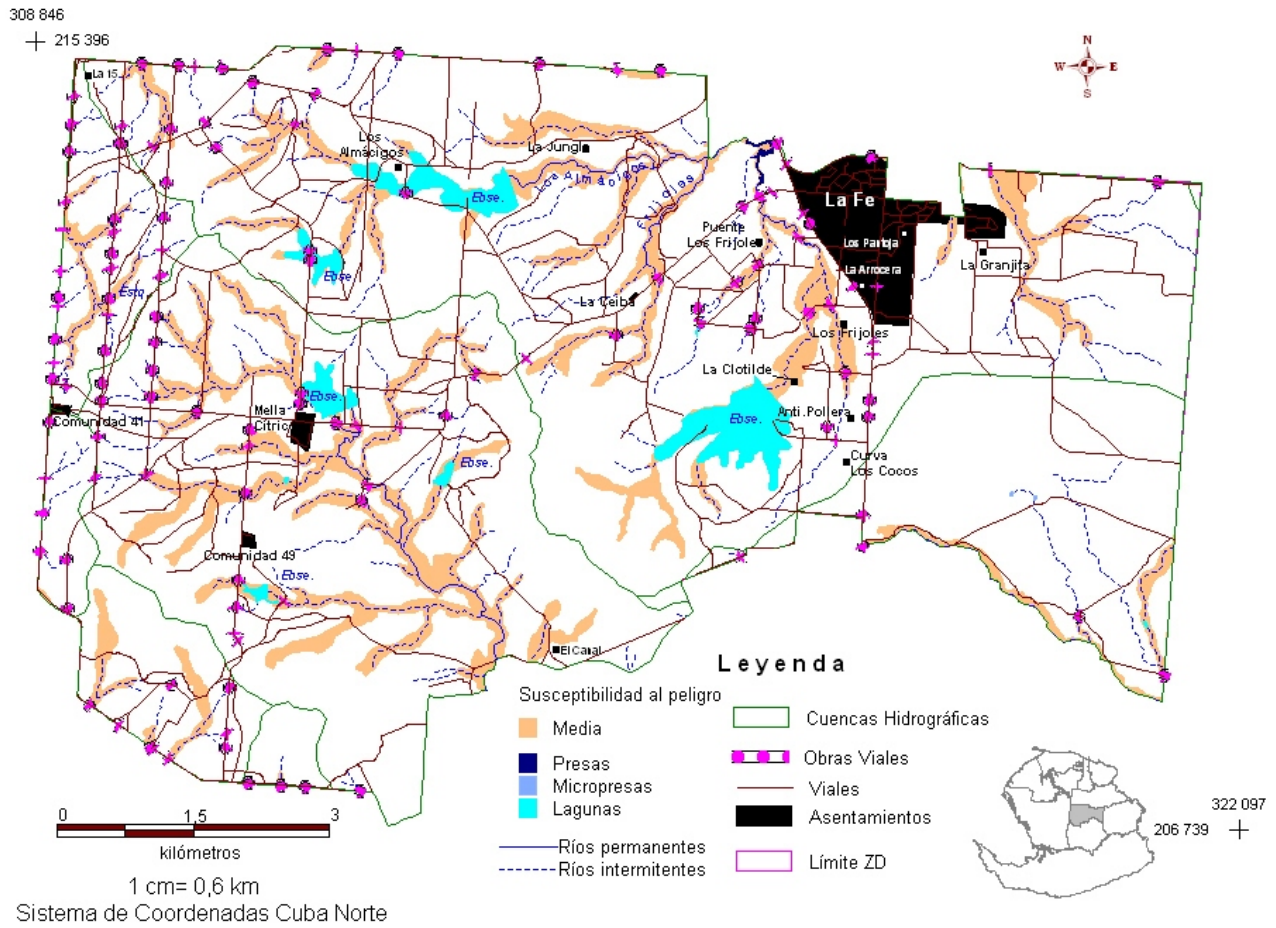 308 846
215 396
N
W E
S
La 15
Los
Almácigos
La Jungla
Los Almácigos
Frijoles
Ebse.
La Fe
Puente
Los Frijoles
Los Pantoja
La Arrocera
La Granjita
Ebse.
Esto
La Ceiba
Los Frijoles
La Clotilde
Ebse.
Mella
Cítrico
Comunidad 41
Ebse.
Anti.Pollera
Curva
Los Cocos
Ebse.
Comunidad 49
Ebse.
El Canal
Leyenda
Susceptibilidad al peligro
Media
Presas
Micropresas
Lagunas
Ríos permanentes
Ríos intermitentes
Cuencas Hidrográficas
Obras Viales
Viales
Asentamientos
Límite ZD
0 1,5 3
kilómetros
1 cm= 0,6 km
Sistema de Coordenadas Cuba Norte
322 097
206 739